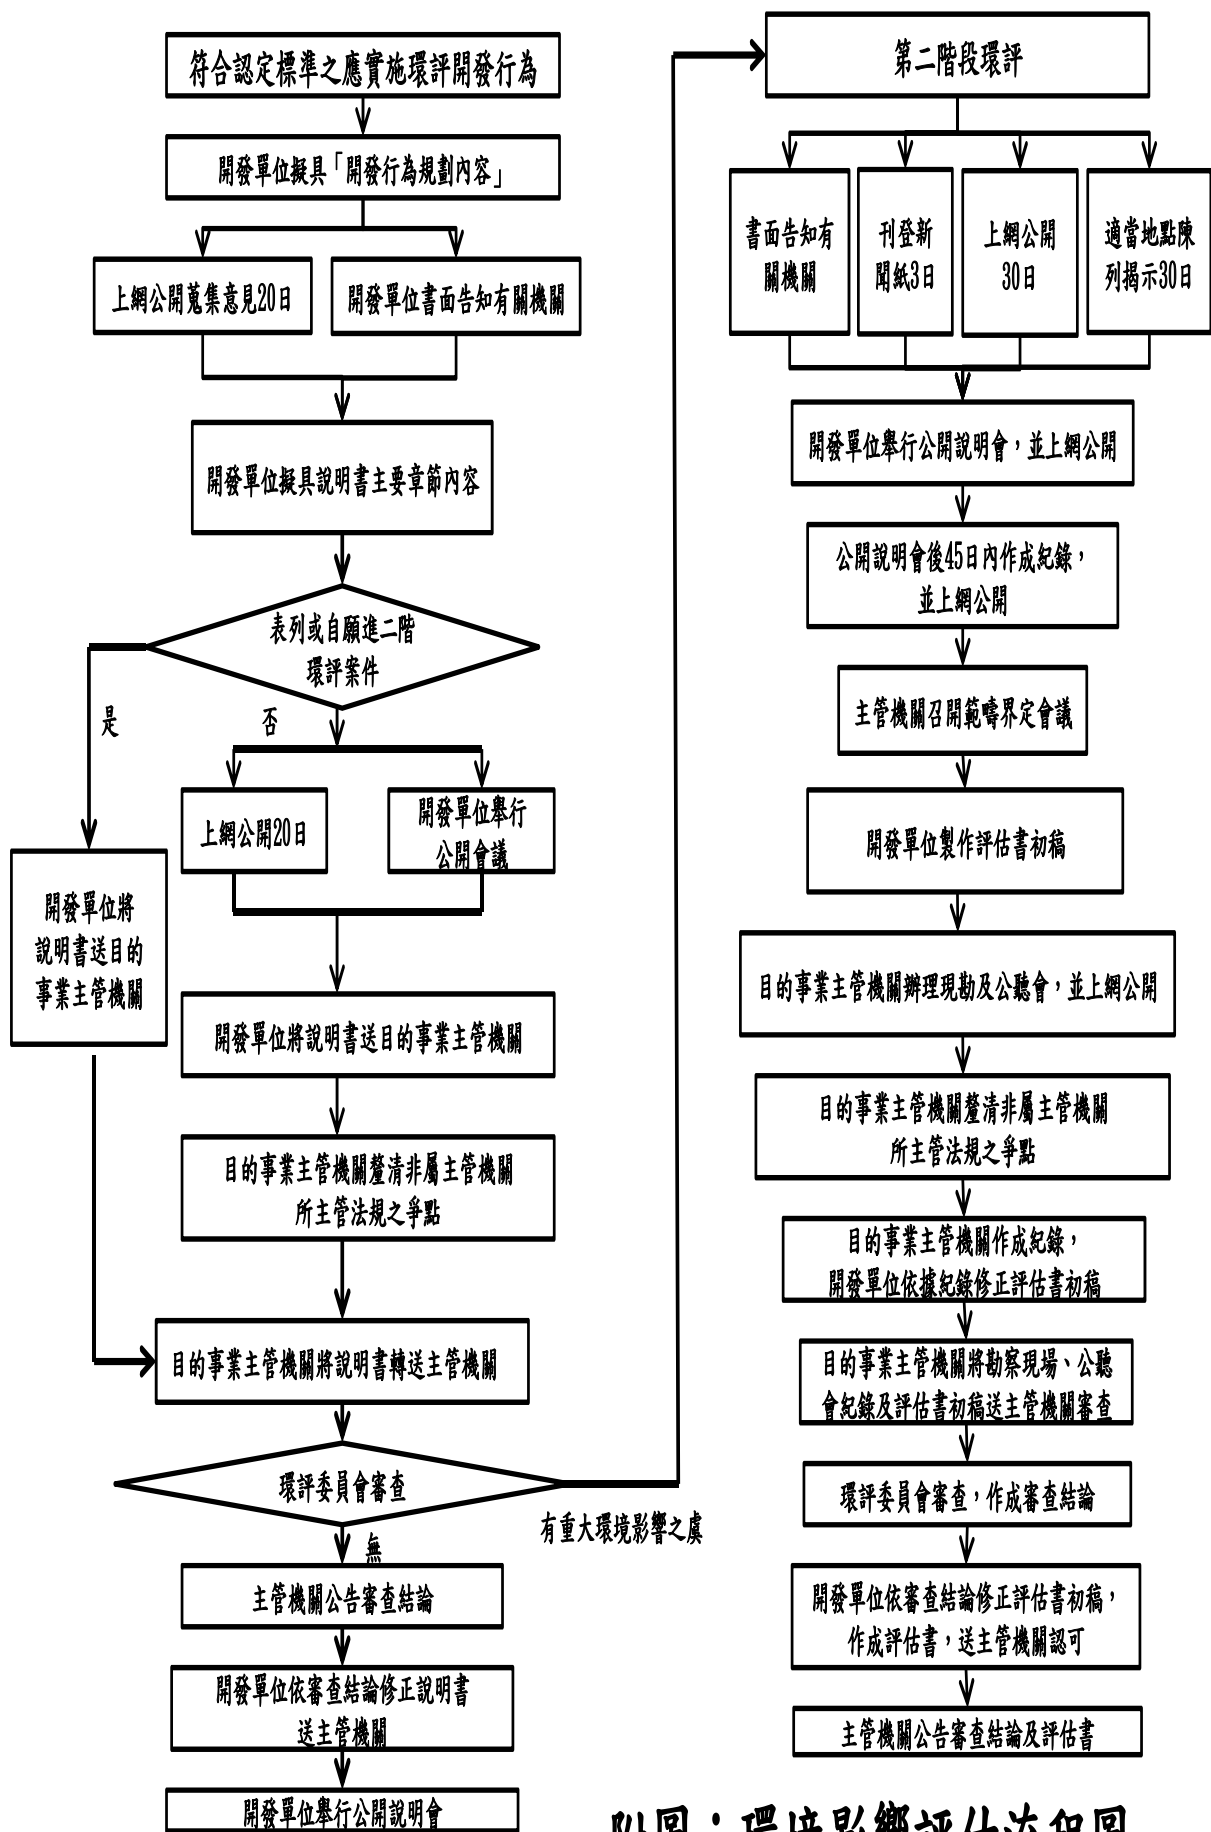 符合認定標準之應實施環評開發行為
開發單位擬具「開發行為規劃內容」
上網公開蒐集意見20日
開發單位書面告知有關機關
開發單位擬具說明書主要章節內容
表列或自願進二階
環評案件
是
否
上網公開20日
開發單位舉行
公開會議
開發單位將
說明書送目的
事業主管機關
開發單位將說明書送目的事業主管機關
目的事業主管機關釐清非屬主管機關
所主管法規之爭點
目的事業主管機關將說明書轉送主管機關
環評委員會審查
有重大環境影響之虞
無
主管機關公告審查結論
開發單位依審查結論修正說明書
送主管機關
開發單位舉行公開說明會
第二階段環評
書面告知有
關機關
刊登新
聞紙3日
上網公開
30日
適當地點陳
列揭示30日
開發單位舉行公開說明會，並上網公開
公開說明會後45日內作成紀錄，
並上網公開
主管機關召開範疇界定會議
開發單位製作評估書初稿
目的事業主管機關辦理現勘及公聽會，並上網公開
目的事業主管機關釐清非屬主管機關
所主管法規之爭點
目的事業主管機關作成紀錄，
開發單位依據紀錄修正評估書初稿
目的事業主管機關將勘察現場、公聽
會紀錄及評估書初稿送主管機關審查
環評委員會審查，作成審查結論
開發單位依審查結論修正評估書初稿，
作成評估書，送主管機關認可
主管機關公告審查結論及評估書
附圖：環境影響評估流程圖